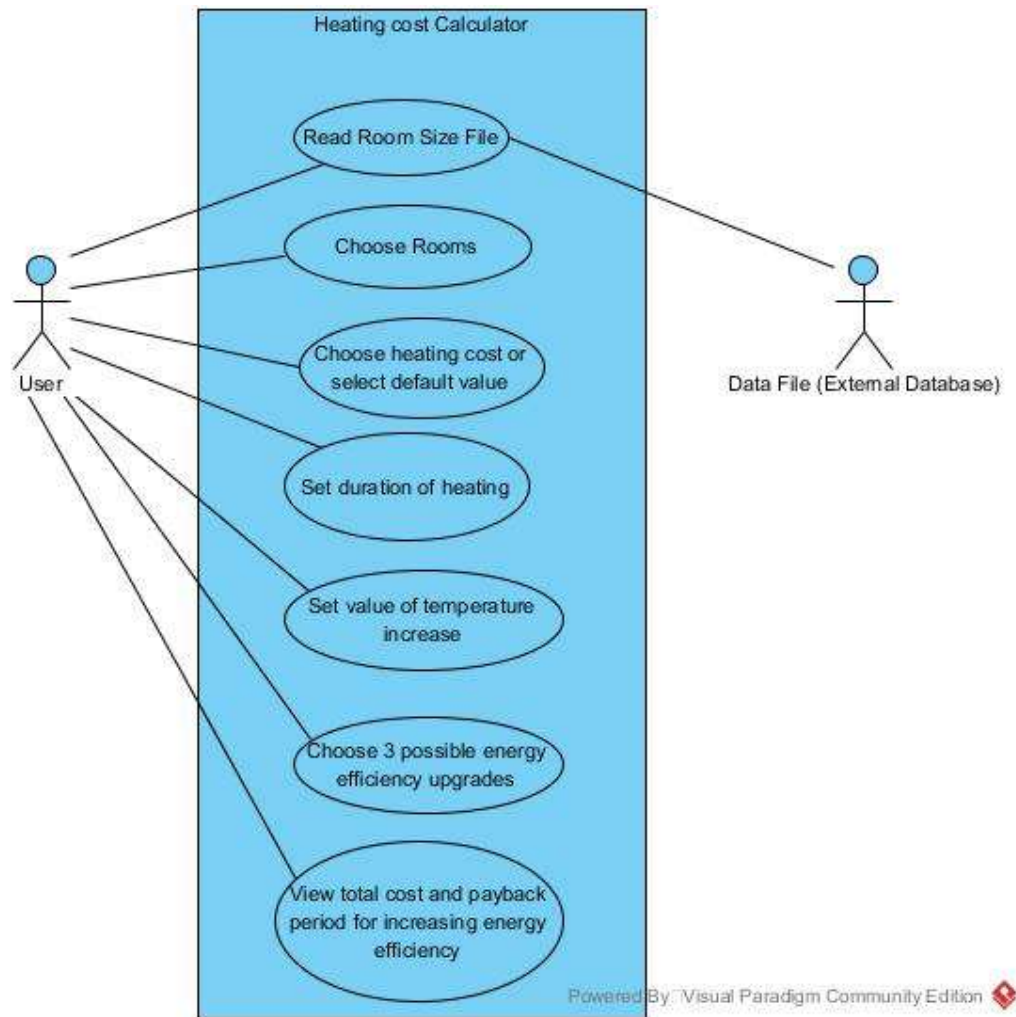 Heating cost Calculator
Read Room Size File
Choose Rooms
Choose heating cost or
select default value
User
Data File (External Database)
Set duration of heating
Set value of temperature
increase
Choose 3 possible energy
efficiency upgrades
View total cost and payback
period for increasing energy
efficiency
Powered By Visual Paradigm Community Edition